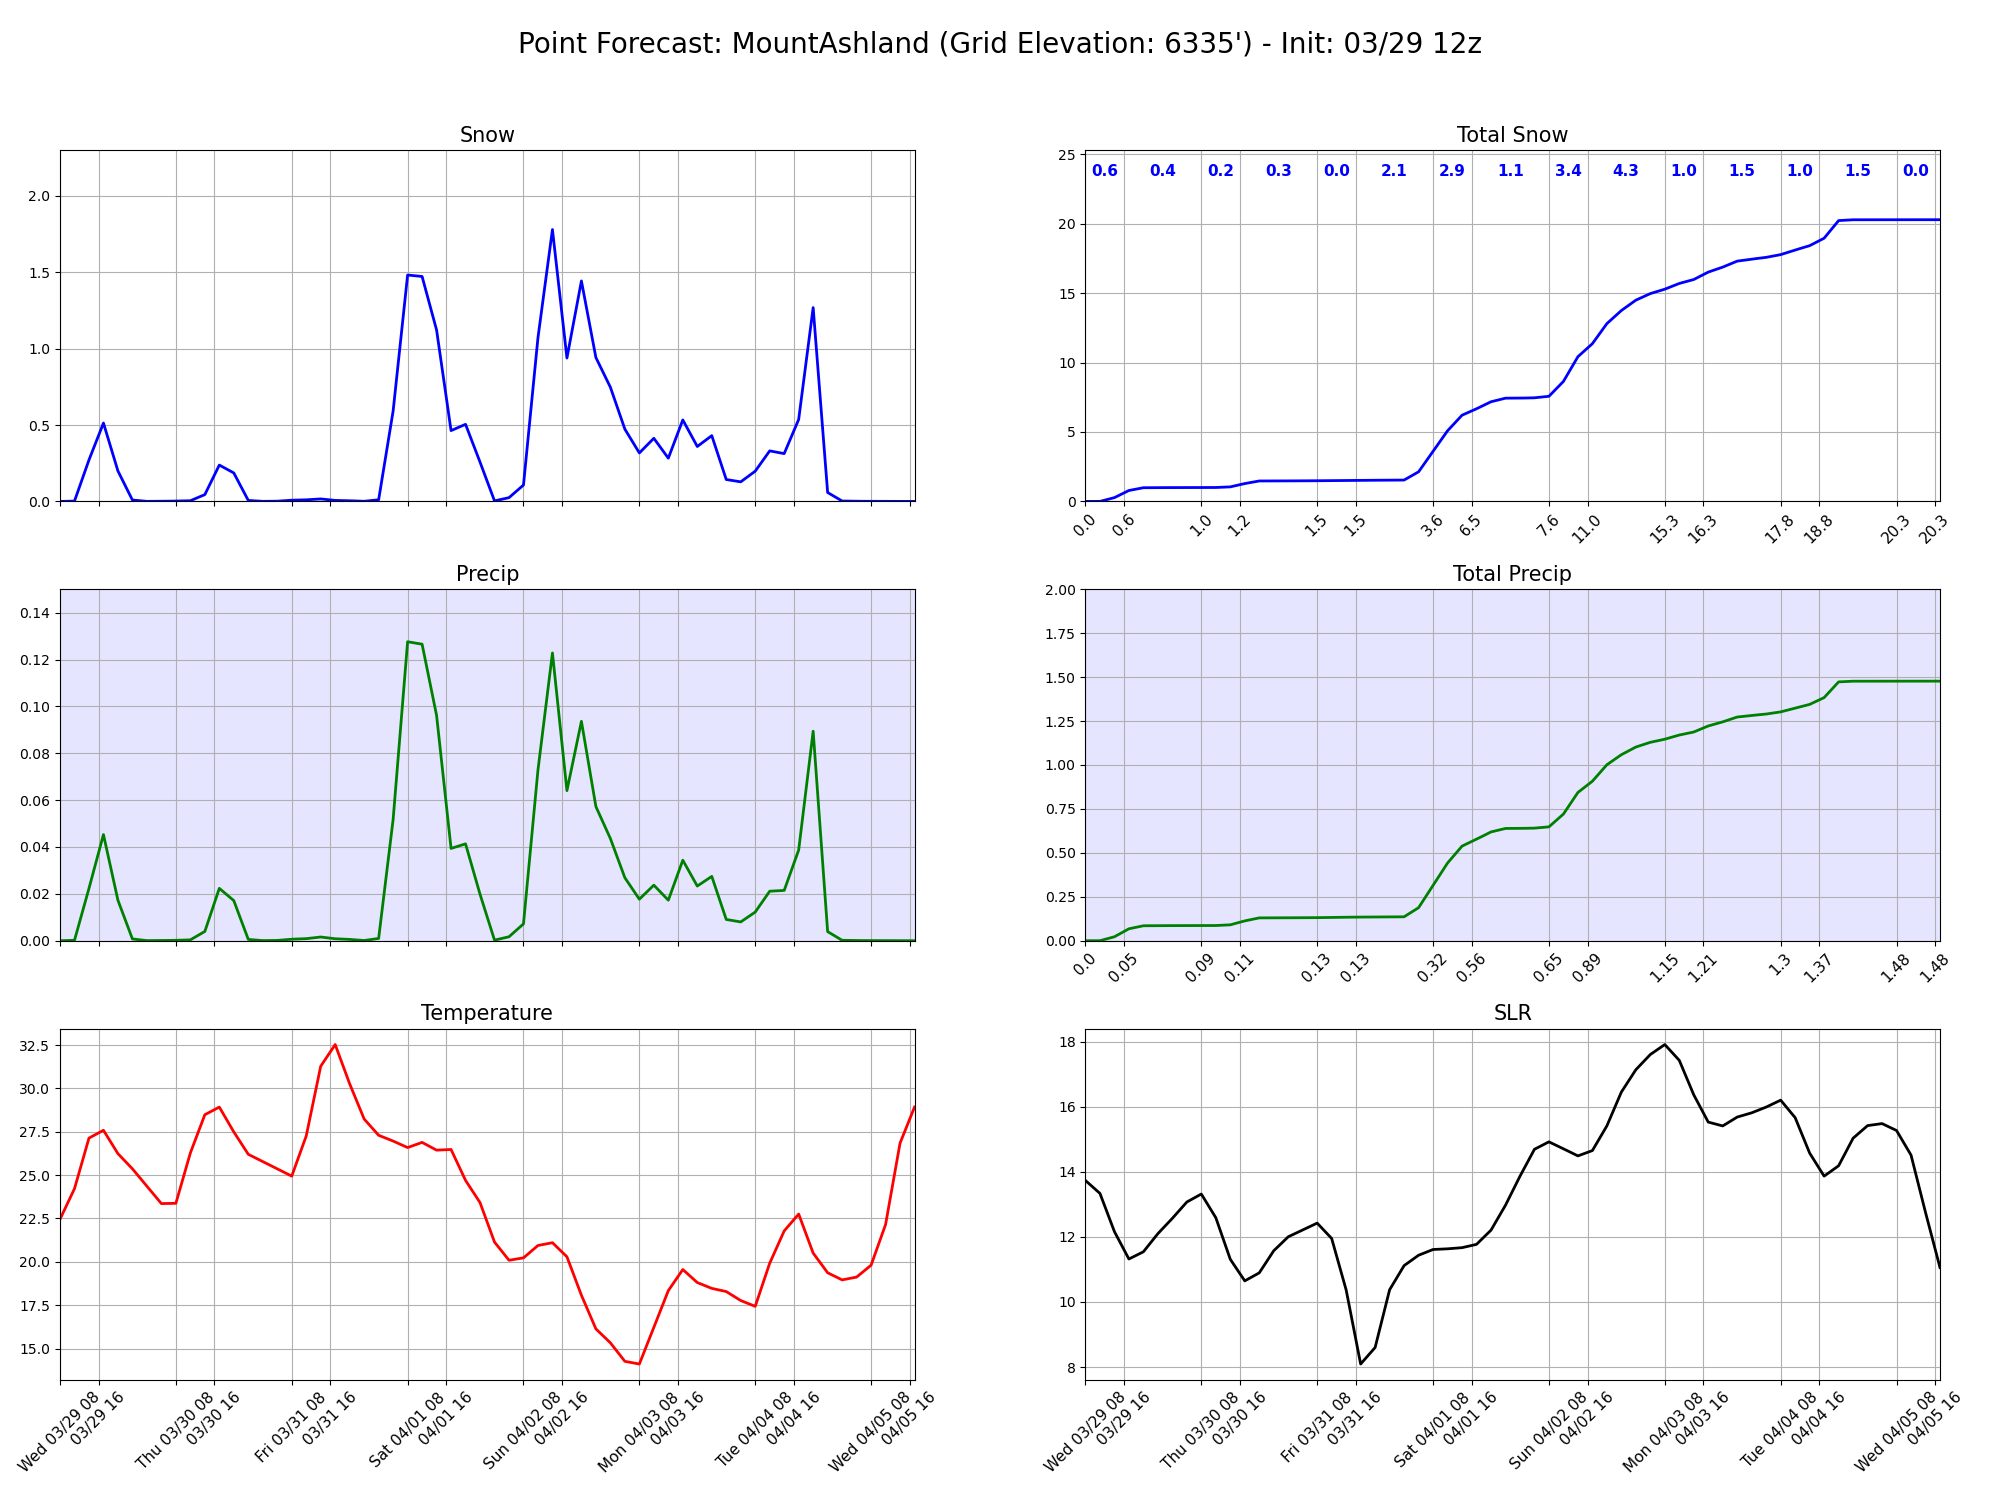 Point Forecast: MountAshland (Grid Elevation: 6335') - Init: 03/29 12z
Snow
2.0
1.5
1.0
0.5
0.0
Total Snow
0.6 0.4 0.2 0.3 0.0 2.1 2.9 1.1 3.4 4.3 1.0 1.5 1.0 1.5 0.0
25
20
15
10
5
0
0.0 0.6 1.0 1.2 1.5 1.5 3.6 6.5 7.6 11.0 15.3 16.3 17.8 18.8 20.3 20.3
Precip
0.14
0.12
0.10
0.08
0.06
0.04
0.02
0.00
Total Precip
2.00
1.75
1.50
1.25
1.00
0.75
0.50
0.25
0.00
0.0 0.05 0.09 0.11 0.13 0.13 0.32 0.56 0.65 0.89 1.15 1.21 1.3 1.37 1.48 1.48
Temperature
32.5
30.0
27.5
25.0
22.5
20.0
17.5
15.0
Wed 03/29 08
03/29 16
Thu 03/30 08
03/30 16
Fri 03/31 08
03/31 16
Sat 04/01 08
04/01 16
Sun 04/02 08
04/02 16
Mon 04/03 08
04/03 16
Tue 04/04 08
04/04 16
Wed 04/05 08
04/05 16
SLR
18
16
14
12
10
8
Wed 03/29 08
03/29 16
Thu 03/30 08
03/30 16
Fri 03/31 08
03/31 16
Sat 04/01 08
04/01 16
Sun 04/02 08
04/02 16
Mon 04/03 08
04/03 16
Tue 04/04 08
04/04 16
Wed 04/05 08
04/05 16